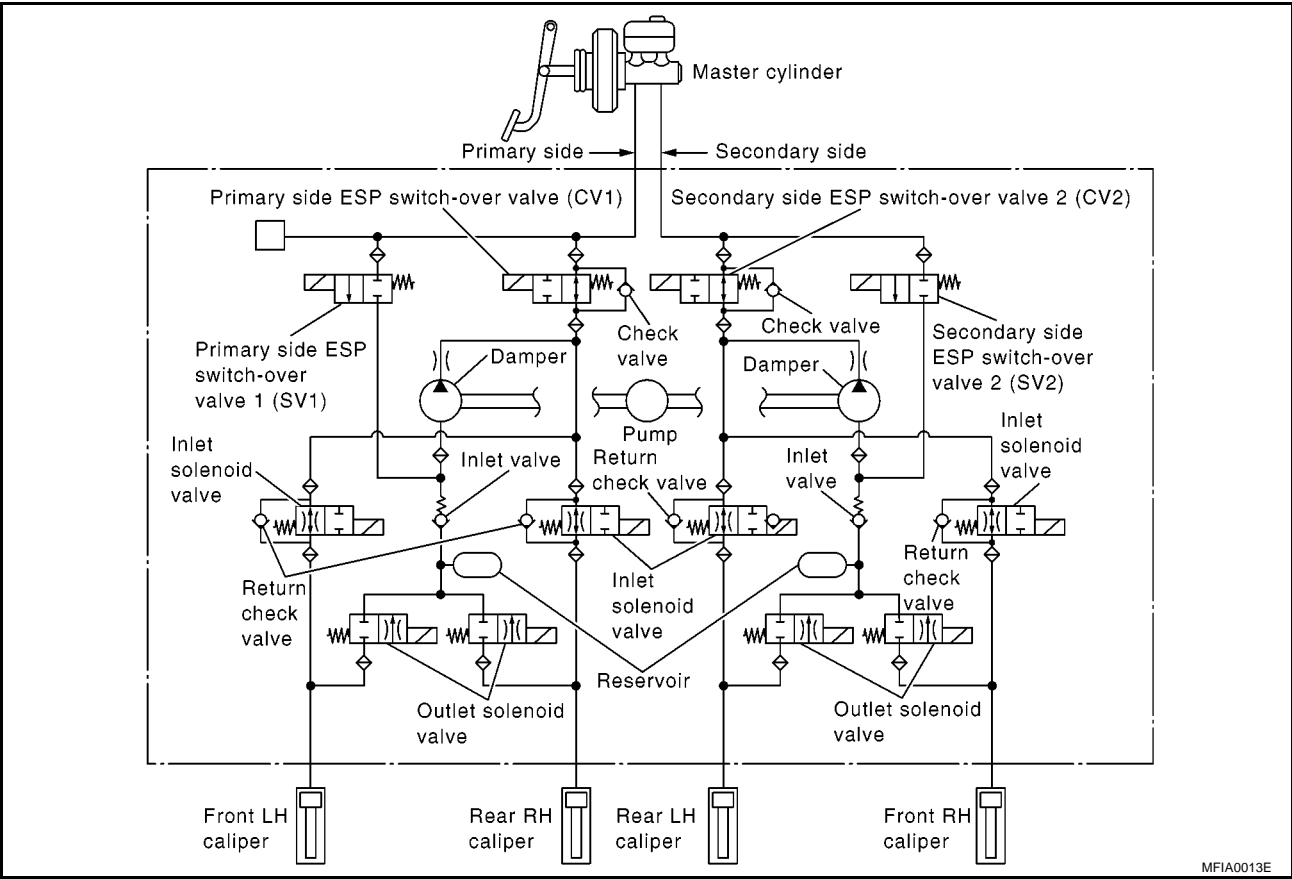 Master cylinder
Primary side
Secondary side
Primary side ESP switch-over valve (CV1)
Secondary side ESP switch-over valve 2 (CV2)
Check
valve
Check valve
Primary side ESP
switch-over
valve 1 (SV1)
Damper
Damper
Secondary side
ESP switch-over
valve 2 (SV2)
Pump
Inlet
solenoid
valve
Inlet valve
Return
check valve
Inlet
valve
Inlet
solenoid
valve
Return
check
valve
Inlet
solenoid
valve
Return
check
valve
Reservoir
Outlet solenoid
valve
Outlet solenoid
valve
Front LH
caliper
Rear RH
caliper
Rear LH
caliper
Front RH
caliper
MFIA0013E